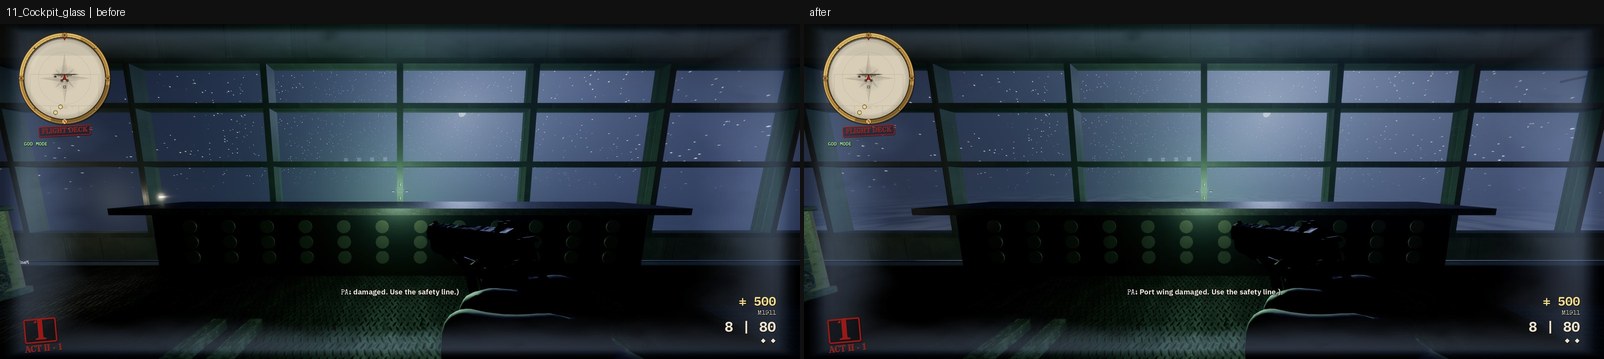 11_Cockpit_glass | before
FLIGHT DECK
GOD MODE
PA: damaged. Use the safety line.)
500
M1911
8 | 80
1
ACT II - 1
after
FLIGHT DECK
GOD MODE
PA: Port wing damaged. Use the safety line.)
500
M1911
8 | 80
1
ACT II - 1